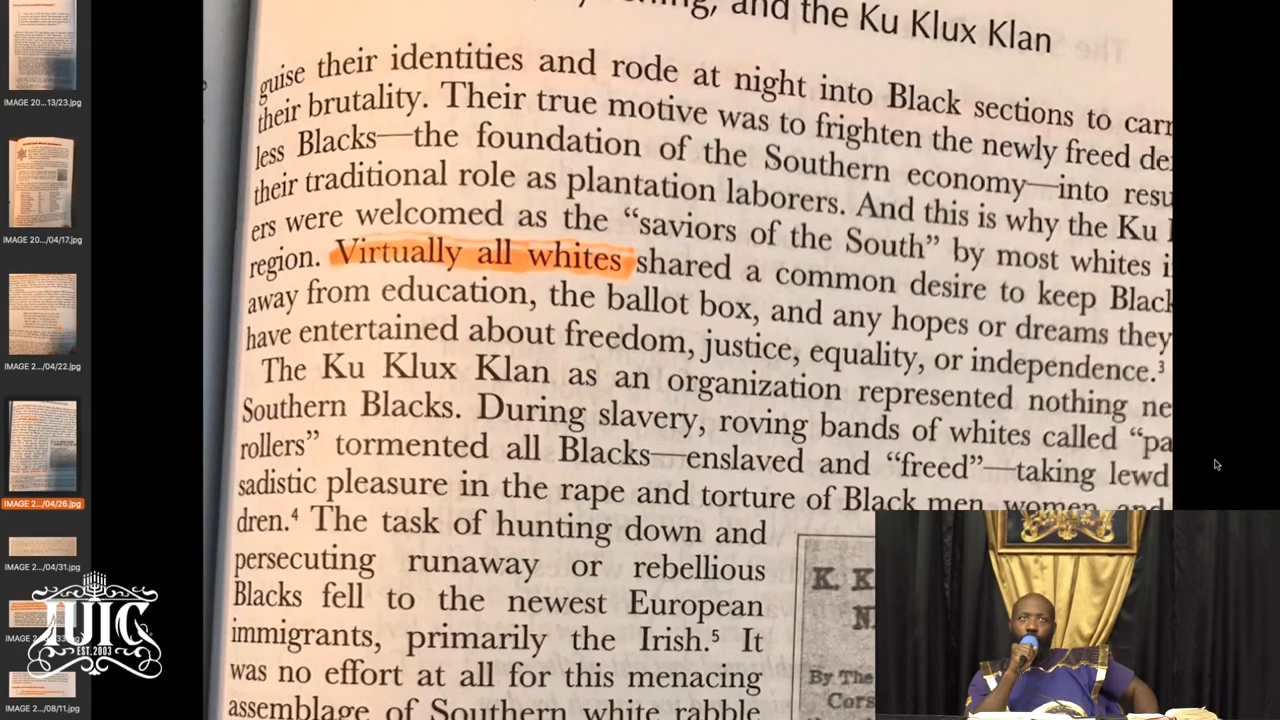 and the Ku Klux Klan
guise their identities and rode at night into Black sections to
their brutality. Their true motive was to frighten the newly freed
less Blacks—the foundation of the Southern economy—into
their traditional role as plantation laborers. And this is why the Ku
ers were welcomed as the “saviors of the South” by most whites
region. Virtually all whites shared a common desire to keep
away from education, the ballot box, and any hopes or dreams they
have entertained about freedom, justice, equality, or independence.³
The Ku Klux Klan as an organization represented nothing ne
Southern Blacks. During slavery, roving bands of whites called “pa
rollers” tormented all Blacks—enslaved and “freed”—taking lewd
sadistic pleasure in the rape and torture of Black men, women, and
dren.⁴ The task of hunting down and
persecuting runaway or rebellious
Blacks fell to the newest European
immigrants, primarily the Irish.⁵ It
was no effort at all for this menacing
assemblage of Southern white rabble
K. K
By The
Cors
IMAGE 20...13/23.jpg
IMAGE 20.../04/17.jpg
IMAGE 2.../04/22.jpg
IMAGE 2.../04/26.jpg
IMAGE 2.../04/31.jpg
IMAGE 2.../08/11.jpg
IUIC
EST. 2003